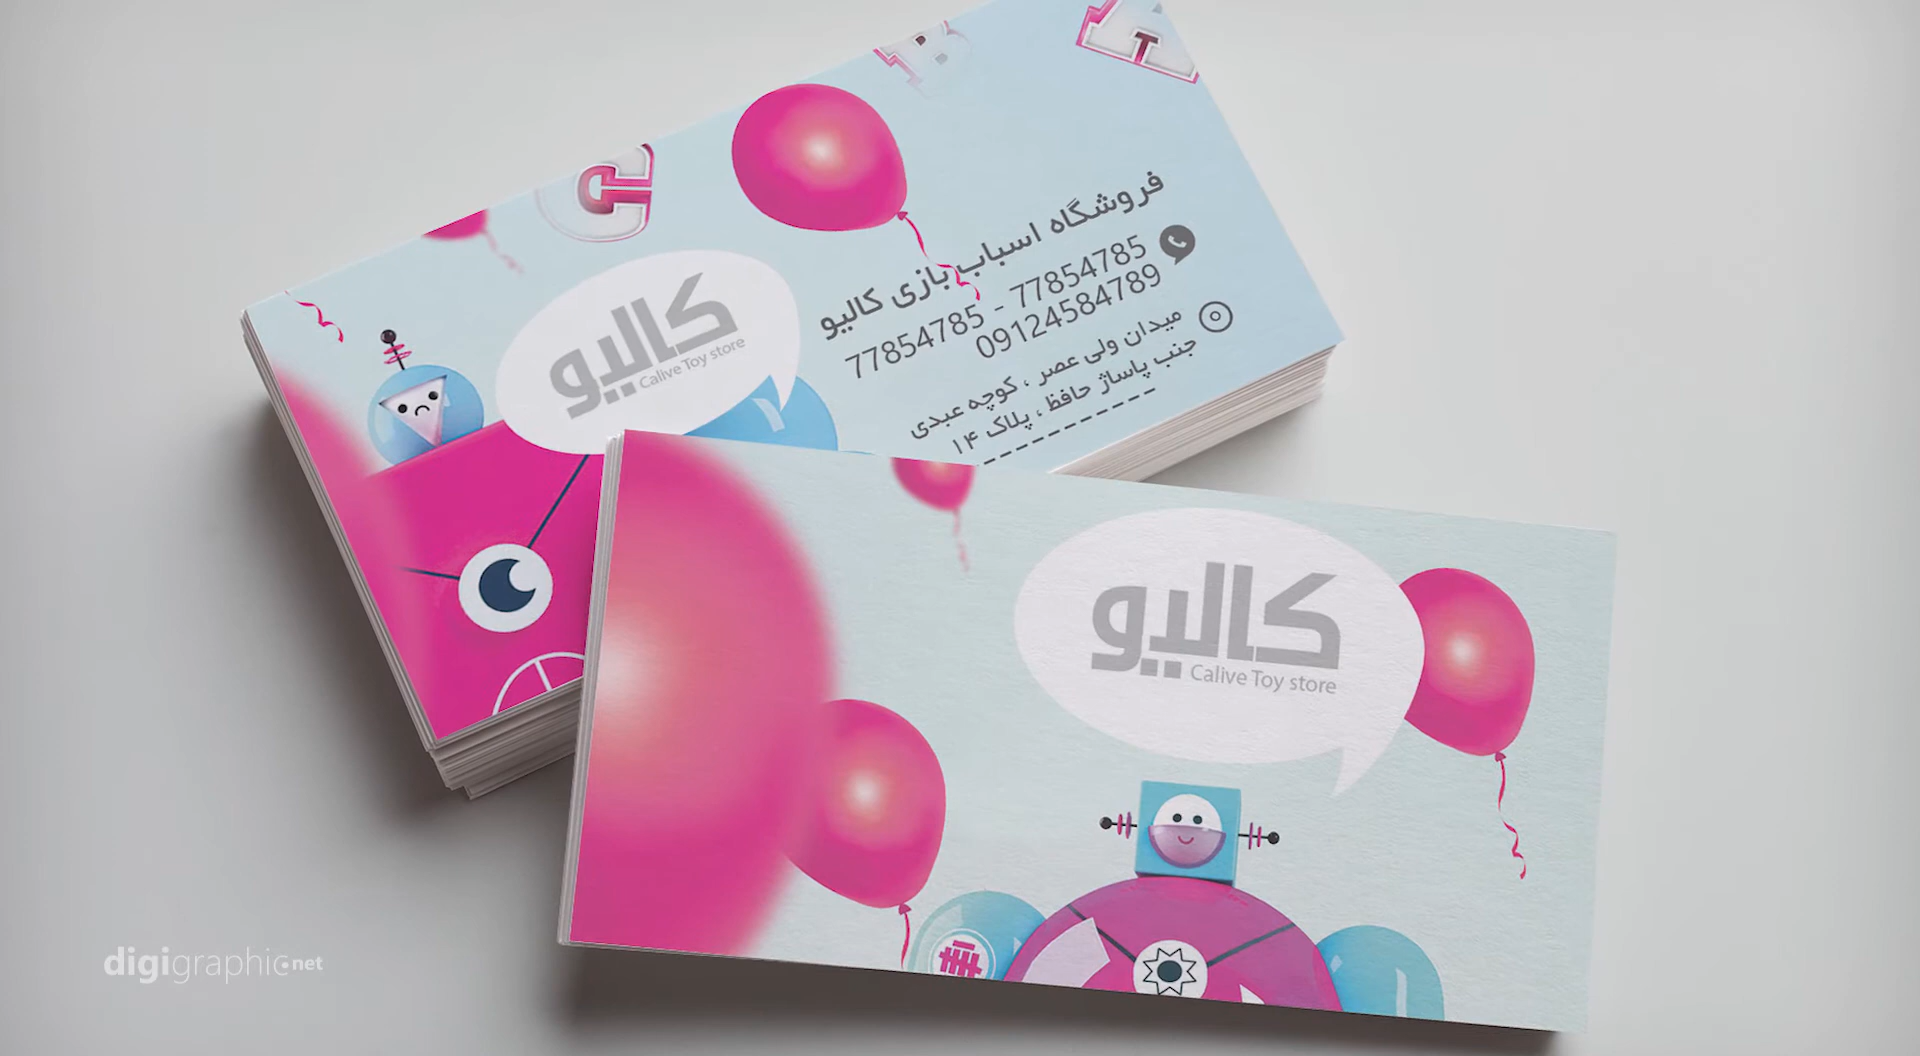 فروشگاه اسباب بازی کالیو
77854785 - 77854785
09124584789
میدان ولی عصر ، کوچه عبدی
جنب پاساژ حافظ ، پلاک ۱۴
کالیو
Calive Toy store
کالیو
Calive Toy store
digigraphic.net